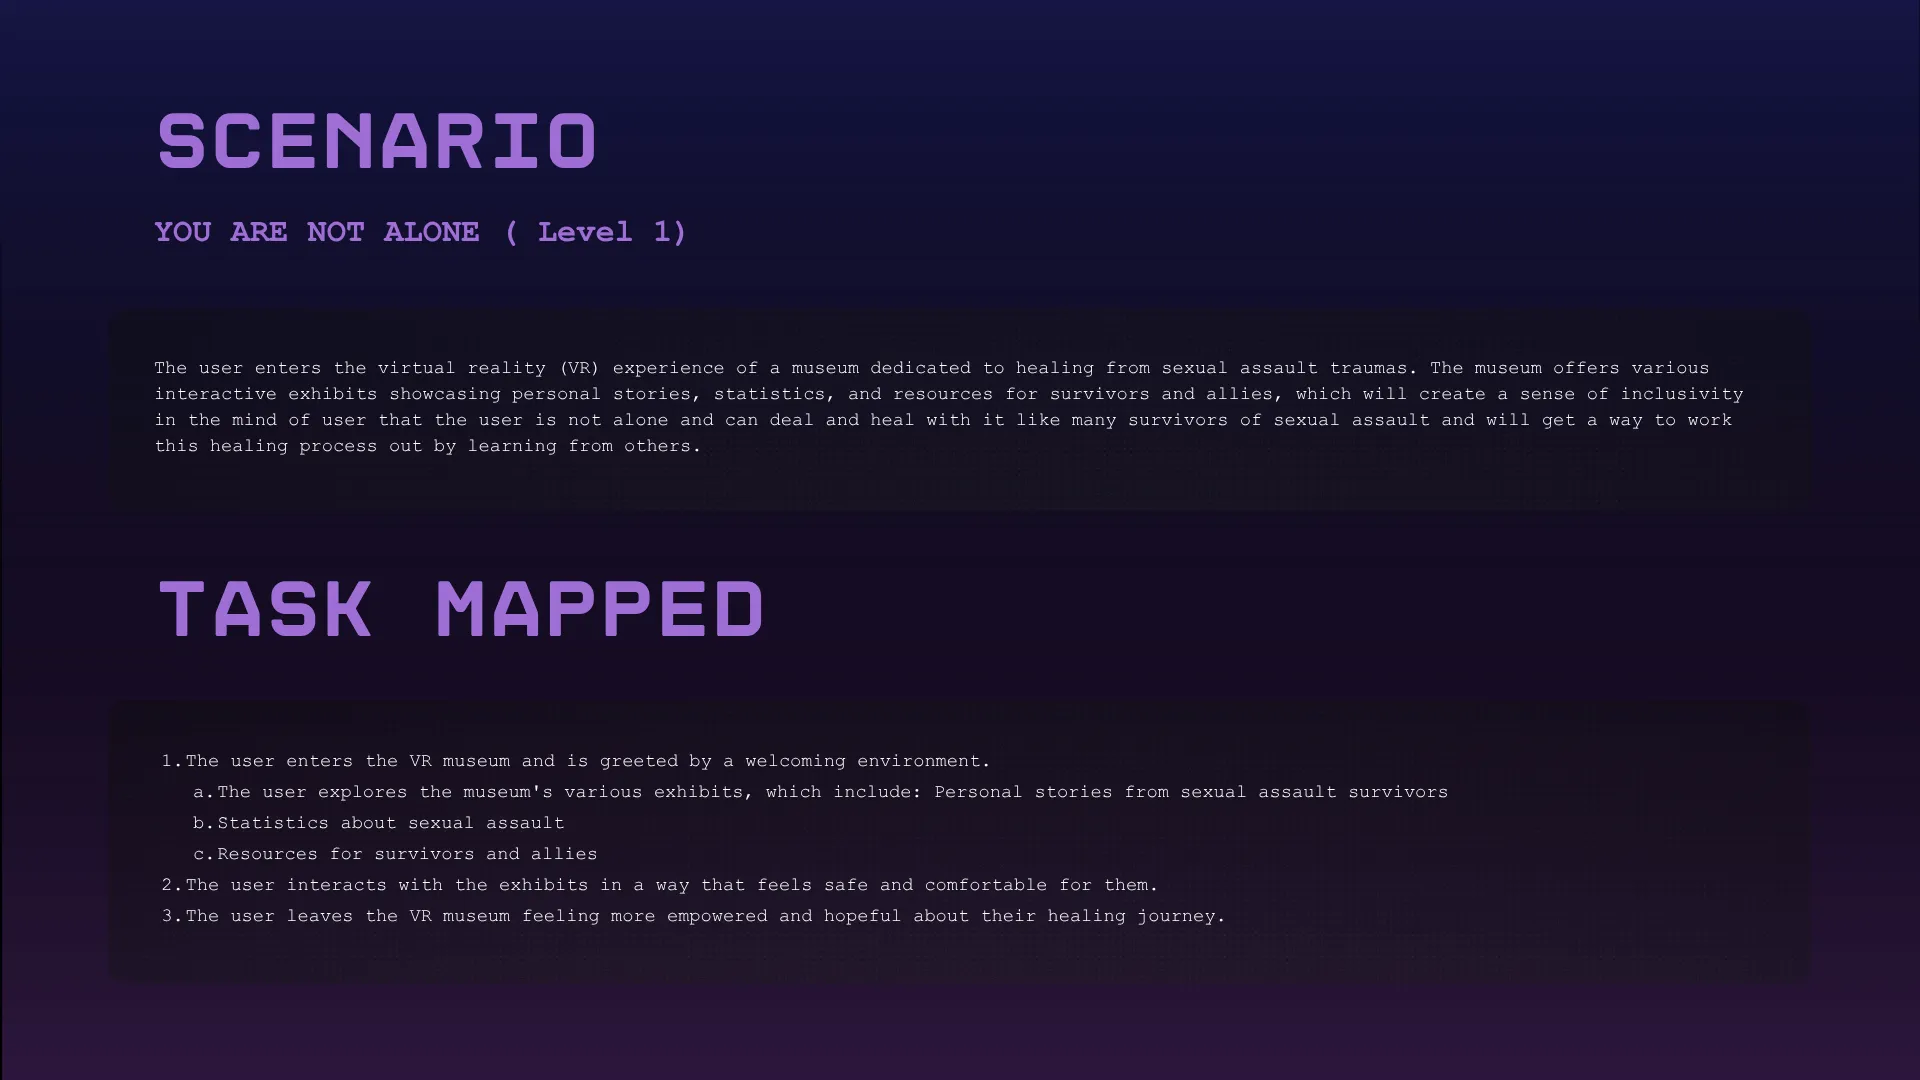 SCENARIO
YOU ARE NOT ALONE ( Level 1)
The user enters the virtual reality (VR) experience of a museum dedicated to healing from sexual assault traumas. The museum offers various
interactive exhibits showcasing personal stories, statistics, and resources for survivors and allies, which will create a sense of inclusivity
in the mind of user that the user is not alone and can deal and heal with it like many survivors of sexual assault and will get a way to work
this healing process out by learning from others.
TASK MAPPED
1.The user enters the VR museum and is greeted by a welcoming environment.
a.The user explores the museum's various exhibits, which include: Personal stories from sexual assault survivors
b.Statistics about sexual assault
c.Resources for survivors and allies
2.The user interacts with the exhibits in a way that feels safe and comfortable for them.
3.The user leaves the VR museum feeling more empowered and hopeful about their healing journey.